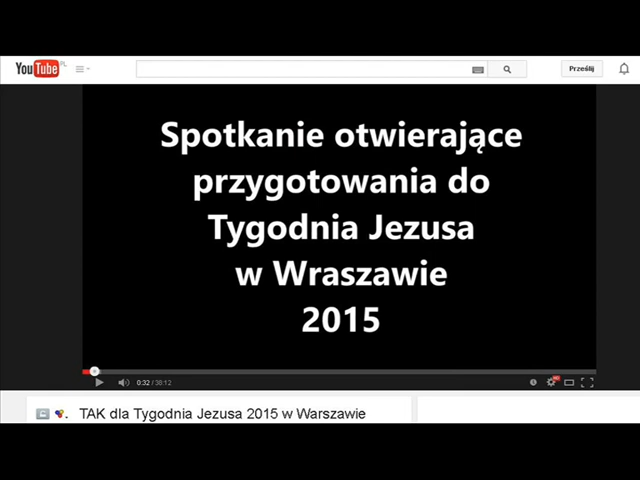 YouTube PL
Prześlij
Spotkanie otwierające
przygotowania do
Tygodnia Jezusa
w Wraszawie
2015
0:32 / 38:12
TAK dla Tygodnia Jezusa 2015 w Warszawie